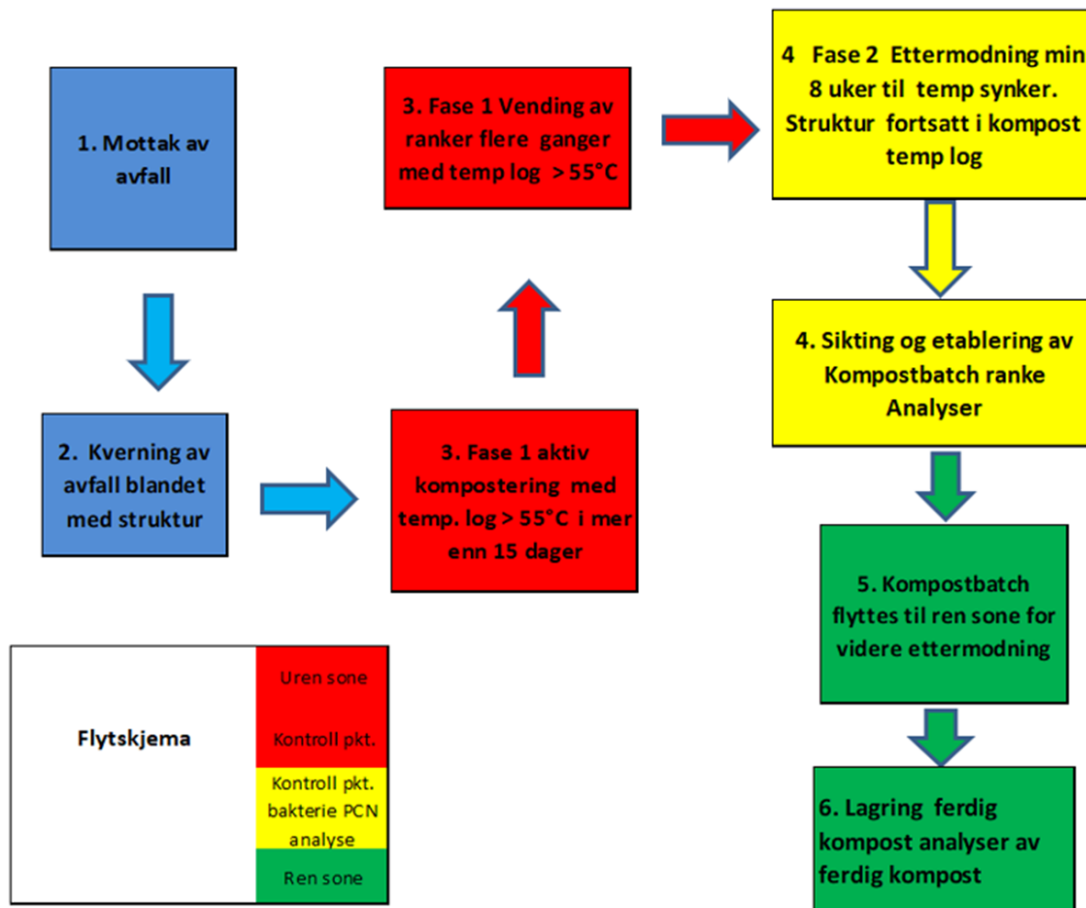 1. Mottak av
avfall
2. Kverning av
avfall blandet
med struktur
3. Fase 1 aktiv
kompostering med
temp. log > 55°C i mer
enn 15 dager
3. Fase 1 Vending av
ranker flere ganger
med temp log > 55°C
4 Fase 2 Ettermodning min
8 uker til temp synker.
Struktur fortsatt i kompost
temp log
4. Sikting og etablering av
Kompostbatch ranke
Analyser
5. Kompostbatch
flyttes til ren sone for
videre ettermodning
6. Lagring ferdig
kompost analyser av
ferdig kompost
Flytskjema
Uren sone
Kontroll pkt.
Kontroll pkt.
bakterie PCN
analyse
Ren sone